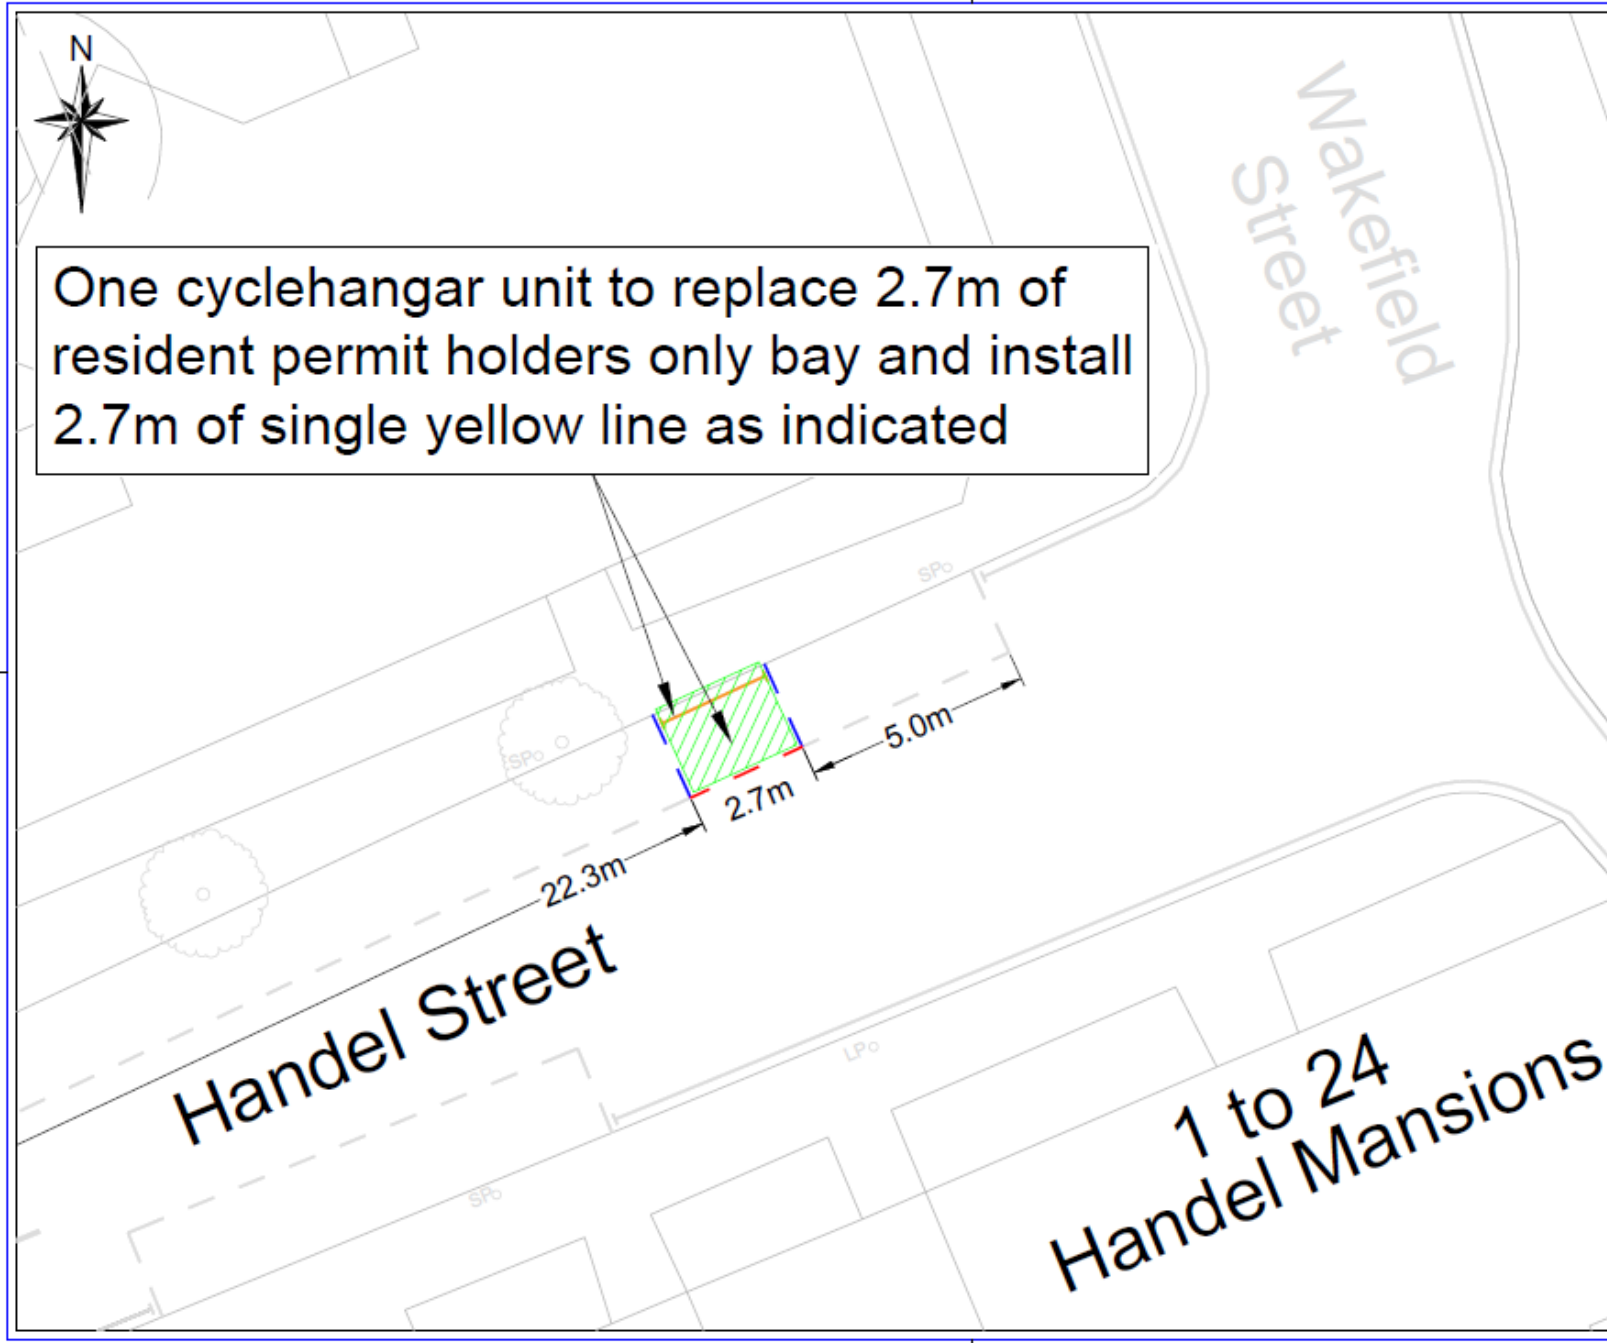 N
Wakefield
Street
One cyclehangar unit to replace 2.7m of
resident permit holders only bay and install
2.7m of single yellow line as indicated
SP
5.0m
SP
2.7m
22.3m
Handel Street
LP
1 to 24
Handel Mansions
SP